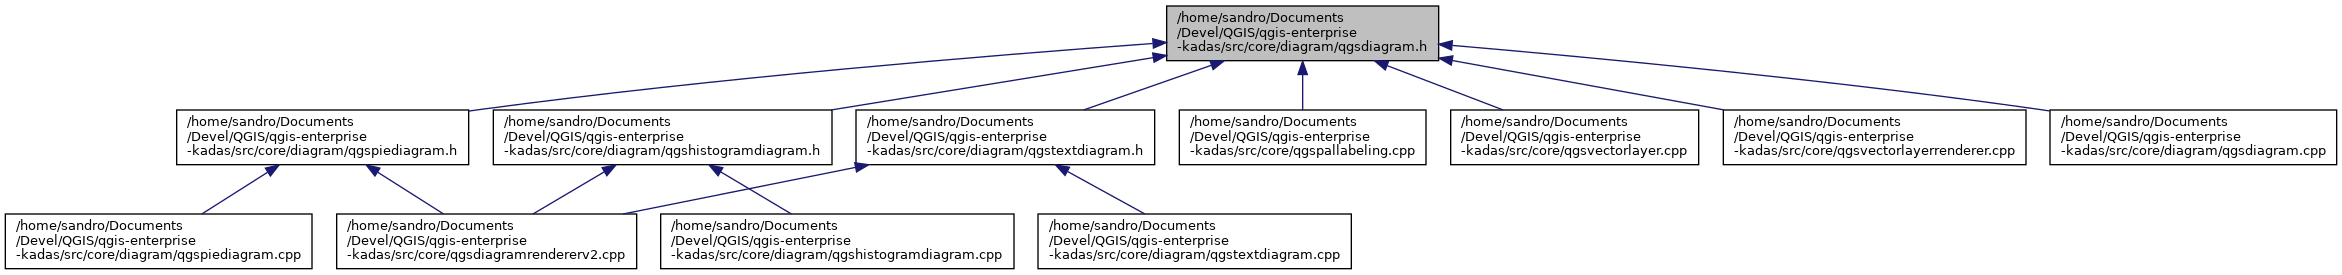 /home/sandro/Documents
/Devel/QGIS/qgis-enterprise
-kadas/src/core/diagram/qgsdiagram.h
/home/sandro/Documents
/Devel/QGIS/qgis-enterprise
-kadas/src/core/diagram/qgspiediagram.h
/home/sandro/Documents
/Devel/QGIS/qgis-enterprise
-kadas/src/core/diagram/qgshistogramdiagram.h
/home/sandro/Documents
/Devel/QGIS/qgis-enterprise
-kadas/src/core/diagram/qgstextdiagram.h
/home/sandro/Documents
/Devel/QGIS/qgis-enterprise
-kadas/src/core/qgspallabeling.cpp
/home/sandro/Documents
/Devel/QGIS/qgis-enterprise
-kadas/src/core/qgsvectorlayer.cpp
/home/sandro/Documents
/Devel/QGIS/qgis-enterprise
-kadas/src/core/qgsvectorlayerrenderer.cpp
/home/sandro/Documents
/Devel/QGIS/qgis-enterprise
-kadas/src/core/diagram/qgsdiagram.cpp
/home/sandro/Documents
/Devel/QGIS/qgis-enterprise
-kadas/src/core/diagram/qgspiediagram.cpp
/home/sandro/Documents
/Devel/QGIS/qgis-enterprise
-kadas/src/core/qgsdiagramrendererv2.cpp
/home/sandro/Documents
/Devel/QGIS/qgis-enterprise
-kadas/src/core/diagram/qgshistogramdiagram.cpp
/home/sandro/Documents
/Devel/QGIS/qgis-enterprise
-kadas/src/core/diagram/qgstextdiagram.cpp